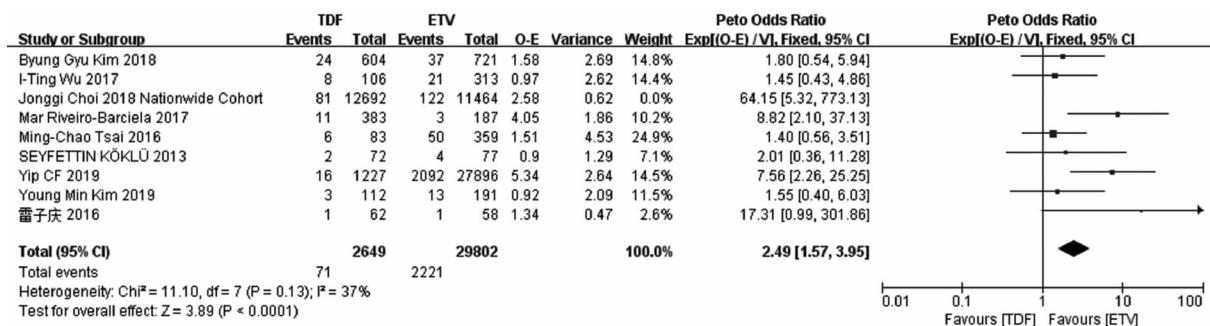 TDF ETV Peto Odds Ratio Peto Odds Ratio
Study or Subgroup Events Total Events Total O-E Variance Weight Exp[(O-E) / V], Fixed, 95% CI Exp[(O-E) / V], Fixed, 95% CI
Byung Gyu Kim 2018 24 604 37 721 1.58 2.69 14.8% 1.80 [0.54, 5.94]
I-Ting Wu 2017 8 106 21 313 0.97 2.62 14.4% 1.45 [0.43, 4.86]
Jonggi Choi 2018 Nationwide Cohort 81 12692 122 11464 2.58 0.62 0.0% 64.15 [5.32, 773.13]
Mar Riveiro-Barciela 2017 11 383 3 187 4.05 1.86 10.2% 8.82 [2.10, 37.13]
Ming-Chao Tsai 2016 6 83 50 359 1.51 4.53 24.9% 1.40 [0.56, 3.51]
SEYFETTIN KÖKLÜ 2013 2 72 4 77 0.9 1.29 7.1% 2.01 [0.36, 11.28]
Yip CF 2019 16 1227 2092 27896 5.34 2.64 14.5% 7.56 [2.26, 25.25]
Young Min Kim 2019 3 112 13 191 0.92 2.09 11.5% 1.55 [0.40, 6.03]
雷子庆 2016 1 62 1 58 1.34 0.47 2.6% 17.31 [0.99, 301.86]
Total (95% CI) 2649 29802 100.0% 2.49 [1.57, 3.95]
Total events 71 2221
Heterogeneity: Chi² = 11.10, df = 7 (P = 0.13); I² = 37%
Test for overall effect: Z = 3.89 (P < 0.0001)
0.01 0.1 1 10 100
Favours [TDF] Favours [ETV]